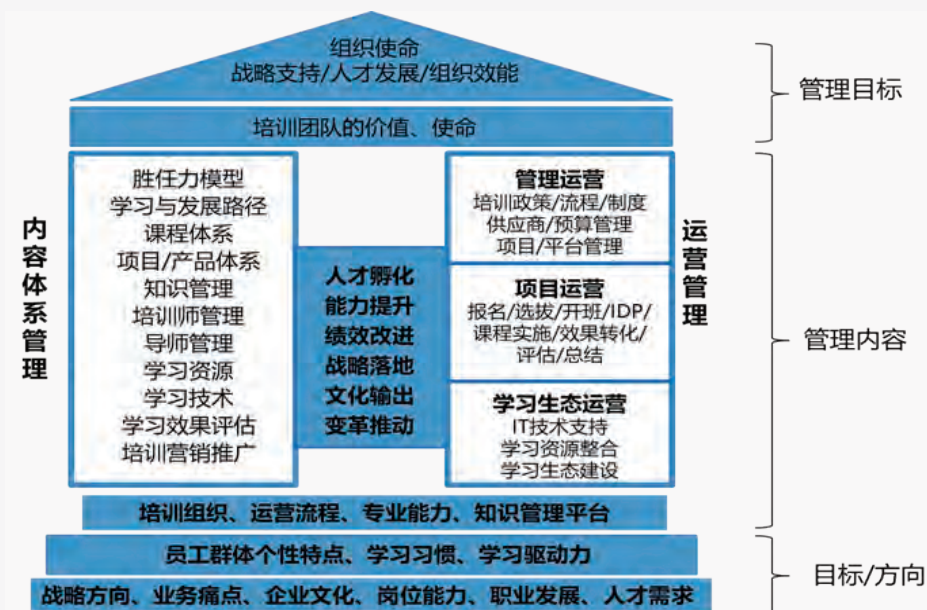 组织使命
战略支持/人才发展/组织效能
管理目标
培训团队的价值、使命
内容体系管理
胜任力模型
学习与发展路径
课程体系
项目/产品体系
知识管理
培训师管理
导师管理
学习资源
学习技术
学习效果评估
培训营销推广
人才孵化
能力提升
绩效改进
战略落地
文化输出
变革推动
管理运营
培训政策/流程/制度
供应商/预算管理
项目/平台管理
项目运营
报名/选拔/开班/IDP/
课程实施/效果转化/
评估/总结
学习生态运营
IT技术支持
学习资源整合
学习生态建设
运营管理
管理内容
培训组织、运营流程、专业能力、知识管理平台
员工群体个性特点、学习习惯、学习驱动力
战略方向、业务痛点、企业文化、岗位能力、职业发展、人才需求
目标/方向